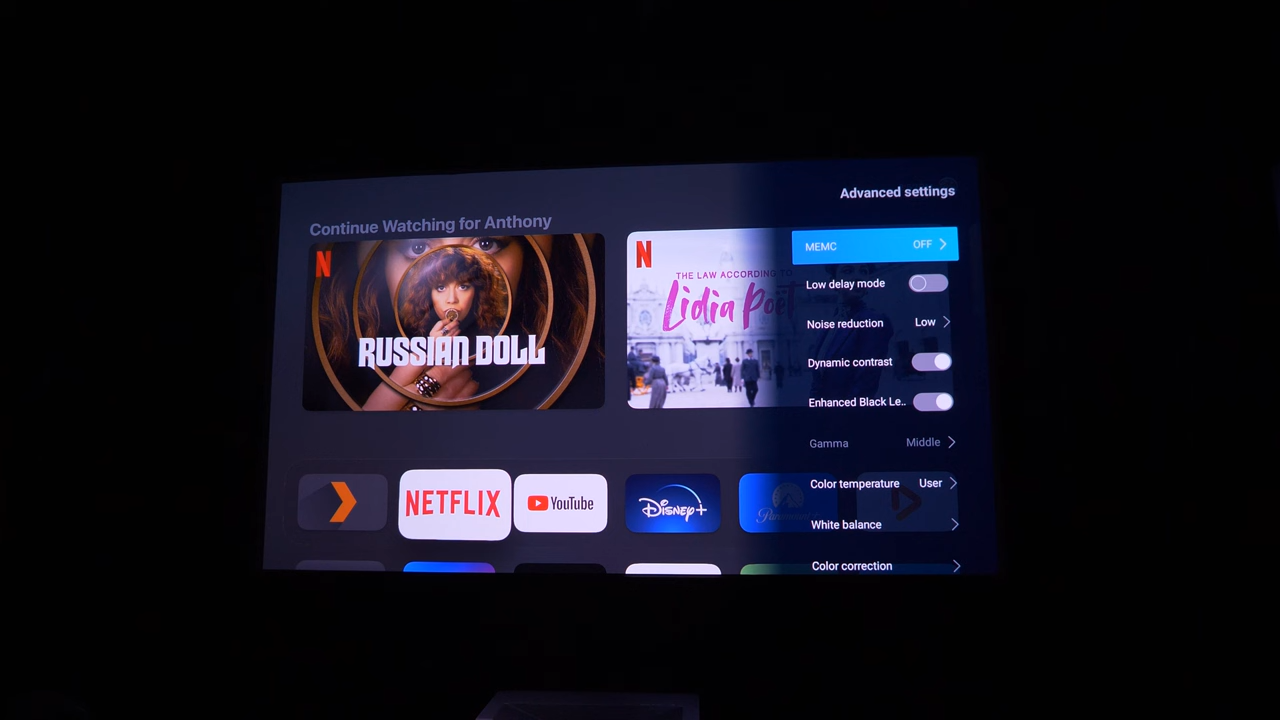 Advanced settings
Continue Watching for Anthony
N
RUSSIAN DOLL
N
THE LAW ACCORDING TO
Lidia Poët
MEMC OFF
Low delay mode
Noise reduction Low
Dynamic contrast
Enhanced Black Le..
Gamma Middle
Color temperature User
White balance
Color correction
NETFLIX
YouTube
Disney+
Paramount+